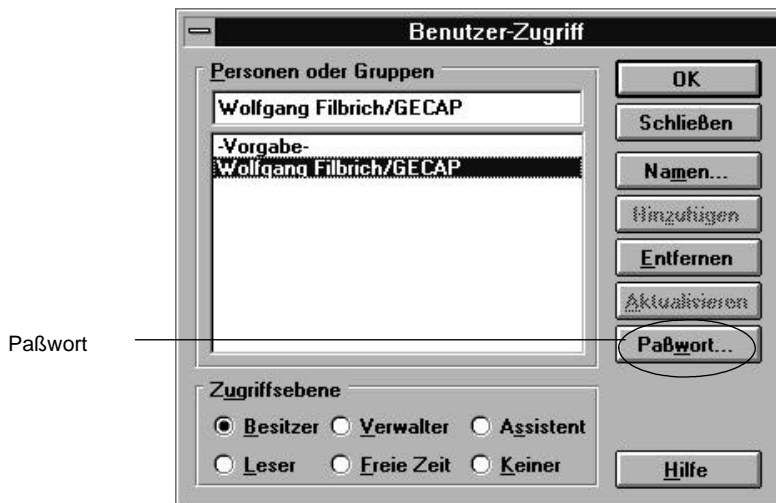 Benutzer-Zugriff
Personen oder Gruppen
Wolfgang Filbrich/GECAP
-Vorgabe-
Wolfgang Filbrich/GECAP
OK
Schließen
Namen...
Hinzufügen
Entfernen
Aktualisieren
Paßwort...
Paßwort
Zugriffsebene
Besitzer Verwalter Assistent
Leser Freie Zeit Keiner
Hilfe